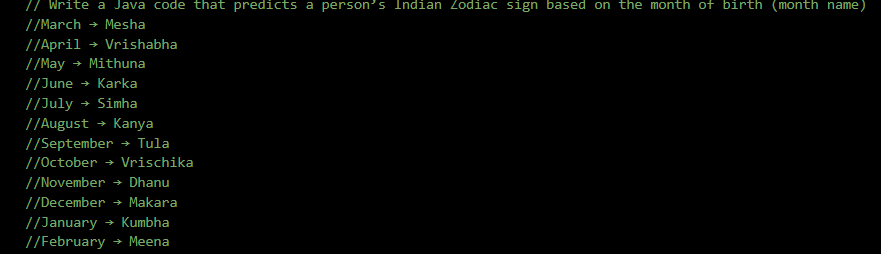 // Write a Java code that predicts a person’s Indian Zodiac sign based on the month of birth (month name)
//March → Mesha
//April → Vrishabha
//May → Mithuna
//June → Karka
//July → Simha
//August → Kanya
//September → Tula
//October → Vrischika
//November → Dhanu
//December → Makara
//January → Kumbha
//February → Meena